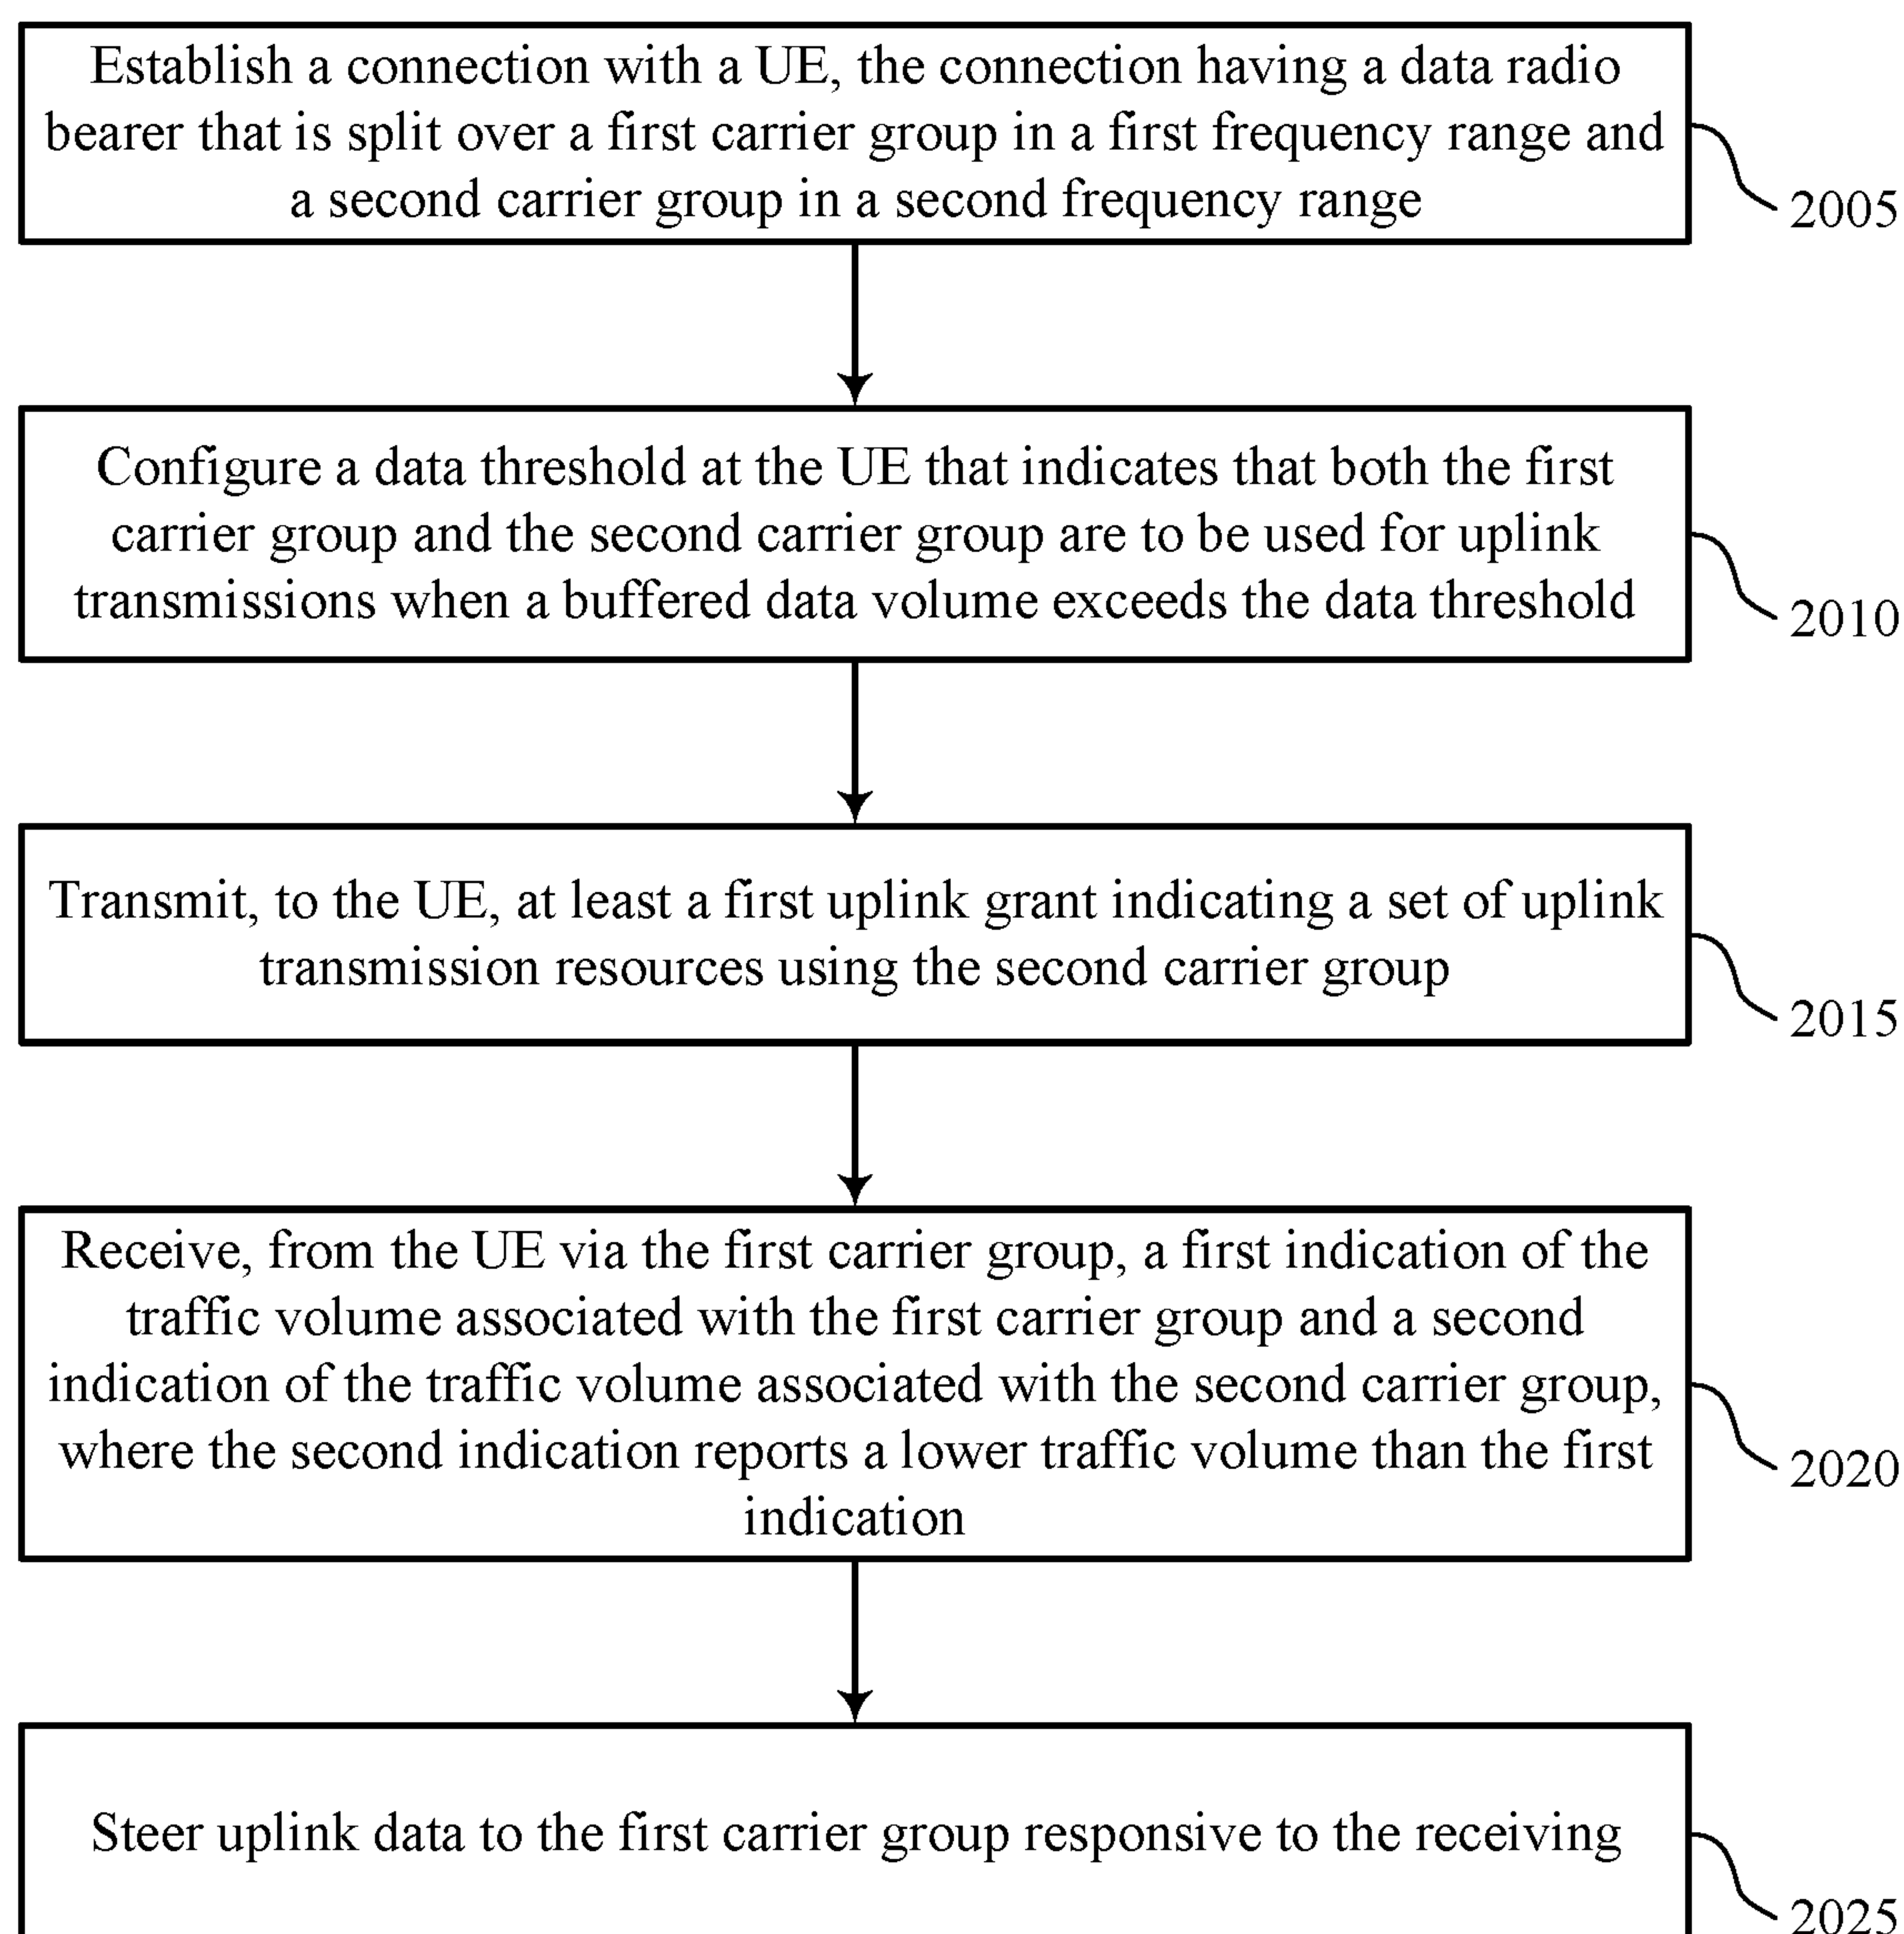 Establish a connection with a UE, the connection having a data radio
bearer that is split over a first carrier group in a first frequency range and
a second carrier group in a second frequency range
2005
Configure a data threshold at the UE that indicates that both the first
carrier group and the second carrier group are to be used for uplink
transmissions when a buffered data volume exceeds the data threshold
2010
Transmit, to the UE, at least a first uplink grant indicating a set of uplink
transmission resources using the second carrier group
2015
Receive, from the UE via the first carrier group, a first indication of the
traffic volume associated with the first carrier group and a second
indication of the traffic volume associated with the second carrier group,
where the second indication reports a lower traffic volume than the first
indication
2020
Steer uplink data to the first carrier group responsive to the receiving
2025